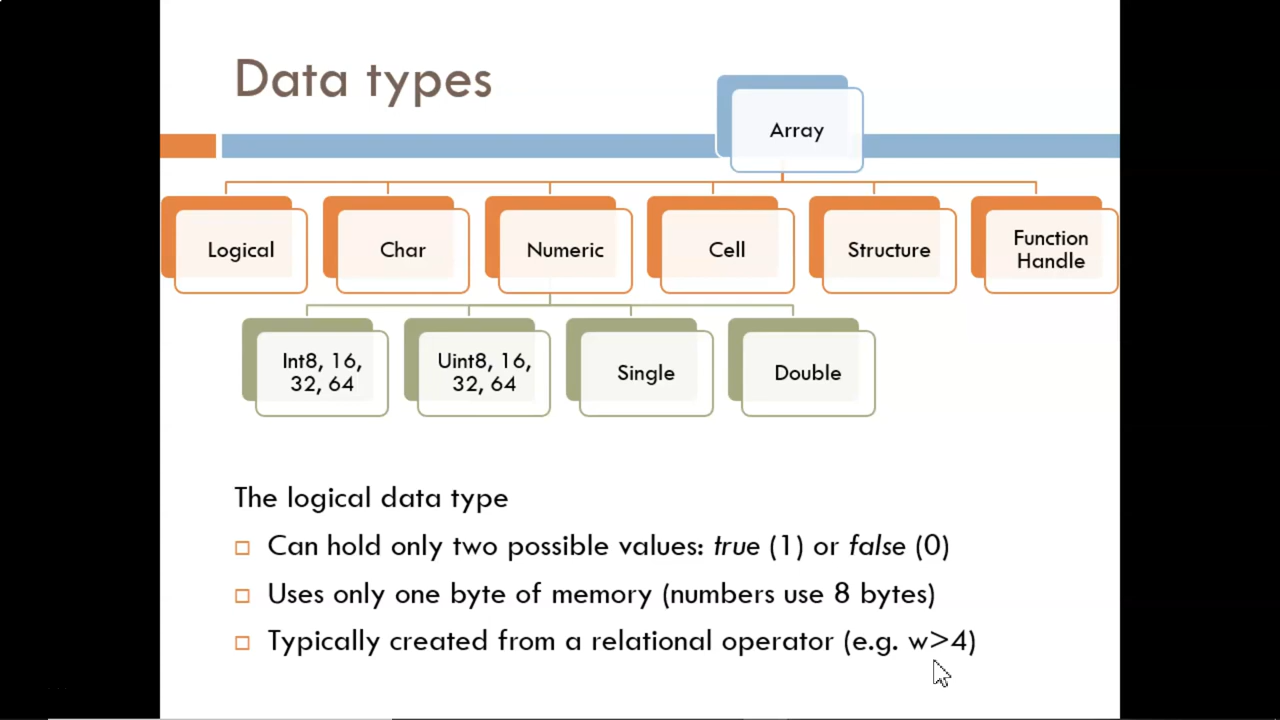 Data types
Array
Logical
Char
Numeric
Cell
Structure
Function
Handle
Int8, 16,
32, 64
Uint8, 16,
32, 64
Single
Double
The logical data type
Can hold only two possible values: true (1) or false (0)
Uses only one byte of memory (numbers use 8 bytes)
Typically created from a relational operator (e.g. w>4)